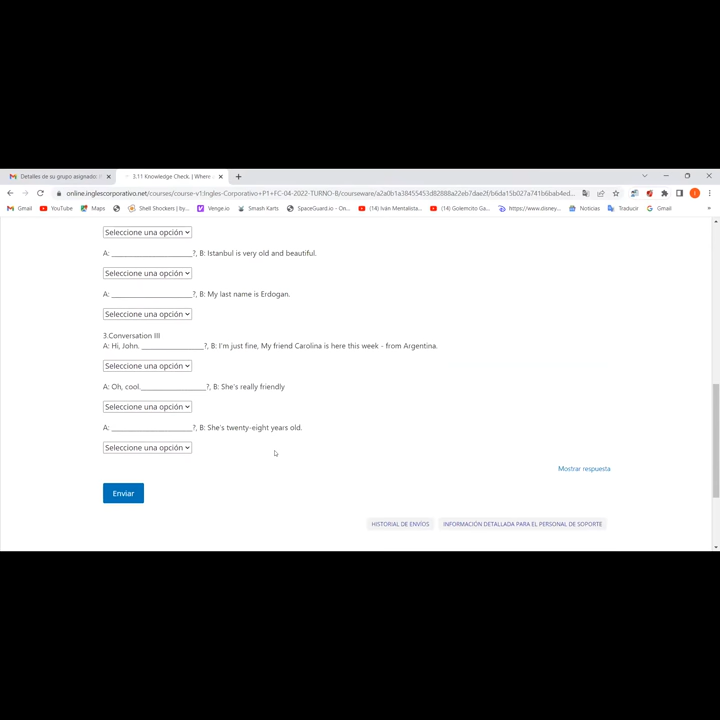 Detalles de su grupo asignado: 
3.11 Knowledge Check. | Where
online.inglescorporativo.net/courses/course-v1:Ingles-Corporativo+P1+FC-04-2022-TURNO-B/courseware/a2a0b1a38455453d82888a22eb7dae2f/b6da15b027a741b6bab4ed...
Gmail YouTube Maps Shell Shockers | by... Venge.io Smash Karts SpaceGuard.io - On... (14) Iván Mentalista... (14) Golemcito Ga... https://www.disney... Noticias Traducir Gmail »
Seleccione una opción
A: ______________________?, B: Istanbul is very old and beautiful.
Seleccione una opción
A: ______________________?, B: My last name is Erdogan.
Seleccione una opción
3.Conversation III
A: Hi, John. _________________?, B: I'm just fine, My friend Carolina is here this week - from Argentina.
Seleccione una opción
A: Oh, cool.__________________?, B: She's really friendly
Seleccione una opción
A: ______________________?, B: She's twenty-eight years old.
Seleccione una opción
Mostrar respuesta
Enviar
HISTORIAL DE ENVÍOS INFORMACIÓN DETALLADA PARA EL PERSONAL DE SOPORTE